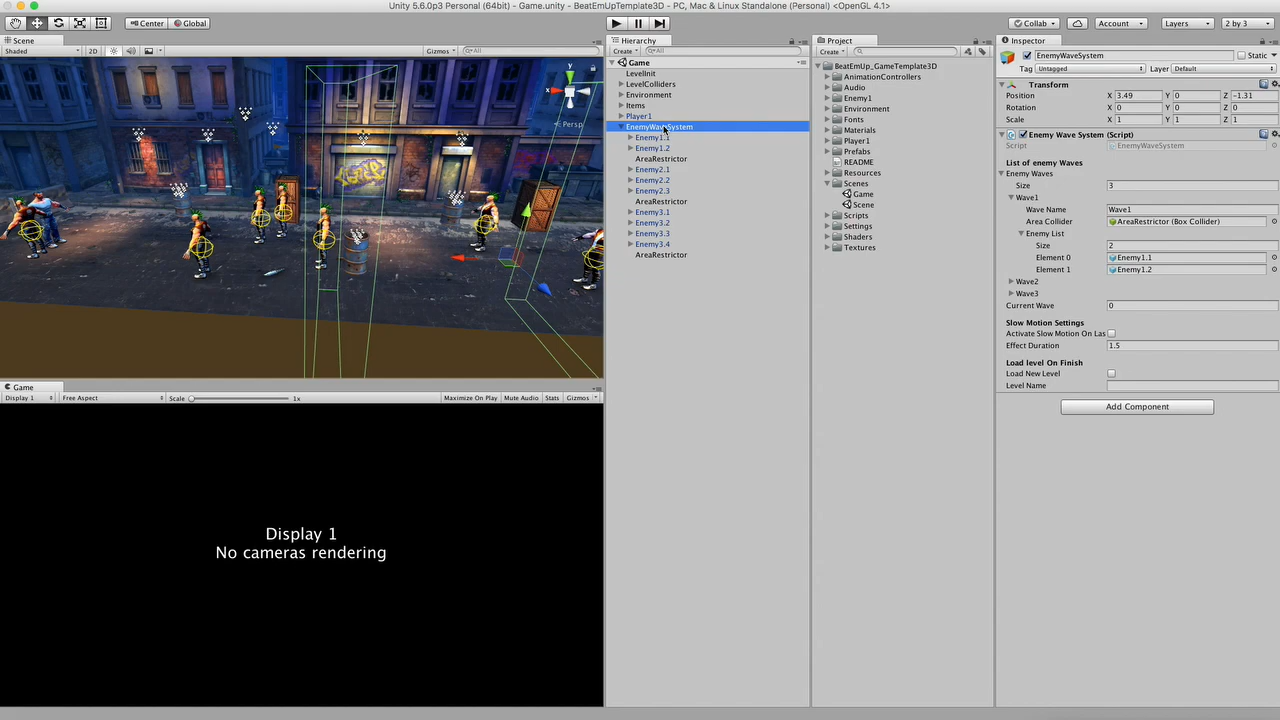 Unity 5.6.0p3 Personal (64bit) - Game.unity - BeatEmUpTemplate3D - PC, Mac & Linux Standalone (Personal) <OpenGL 4.1>
Center Global Collab Account Layers 2 by 3
Scene
Shaded 2D Gizmos All
y
x
Persp
Game
Display 1 Free Aspect Scale 1x Maximize On Play Mute Audio Stats Gizmos
Display 1
No cameras rendering
Hierarchy
Create All
Game
LevelInit
LevelColliders
Environment
Items
Player1
EnemyWaveSystem
Enemy1.1
Enemy1.2
AreaRestrictor
Enemy2.1
Enemy2.2
Enemy2.3
AreaRestrictor
Enemy3.1
Enemy3.2
Enemy3.3
Enemy3.4
AreaRestrictor
Project
Create
BeatEmUp_GameTemplate3D
AnimationControllers
Audio
Enemy1
Environment
Fonts
Materials
Player1
Prefabs
README
Resources
Scenes
Game
Scene
Scripts
Settings
Shaders
Textures
Inspector
EnemyWaveSystem Static
Tag Untagged Layer Default
Transform
Position X 3.49 Y 0 Z -1.31
Rotation X 0 Y 0 Z 0
Scale X 1 Y 1 Z 1
Enemy Wave System (Script)
Script EnemyWaveSystem
List of enemy Waves
Enemy Waves
Size 3
Wave1
Wave Name Wave1
Area Collider AreaRestrictor (Box Collider)
Enemy List
Size 2
Element 0 Enemy1.1
Element 1 Enemy1.2
Wave2
Wave3
Current Wave 0
Slow Motion Settings
Activate Slow Motion On Las
Effect Duration 1.5
Load level On Finish
Load New Level
Level Name
Add Component